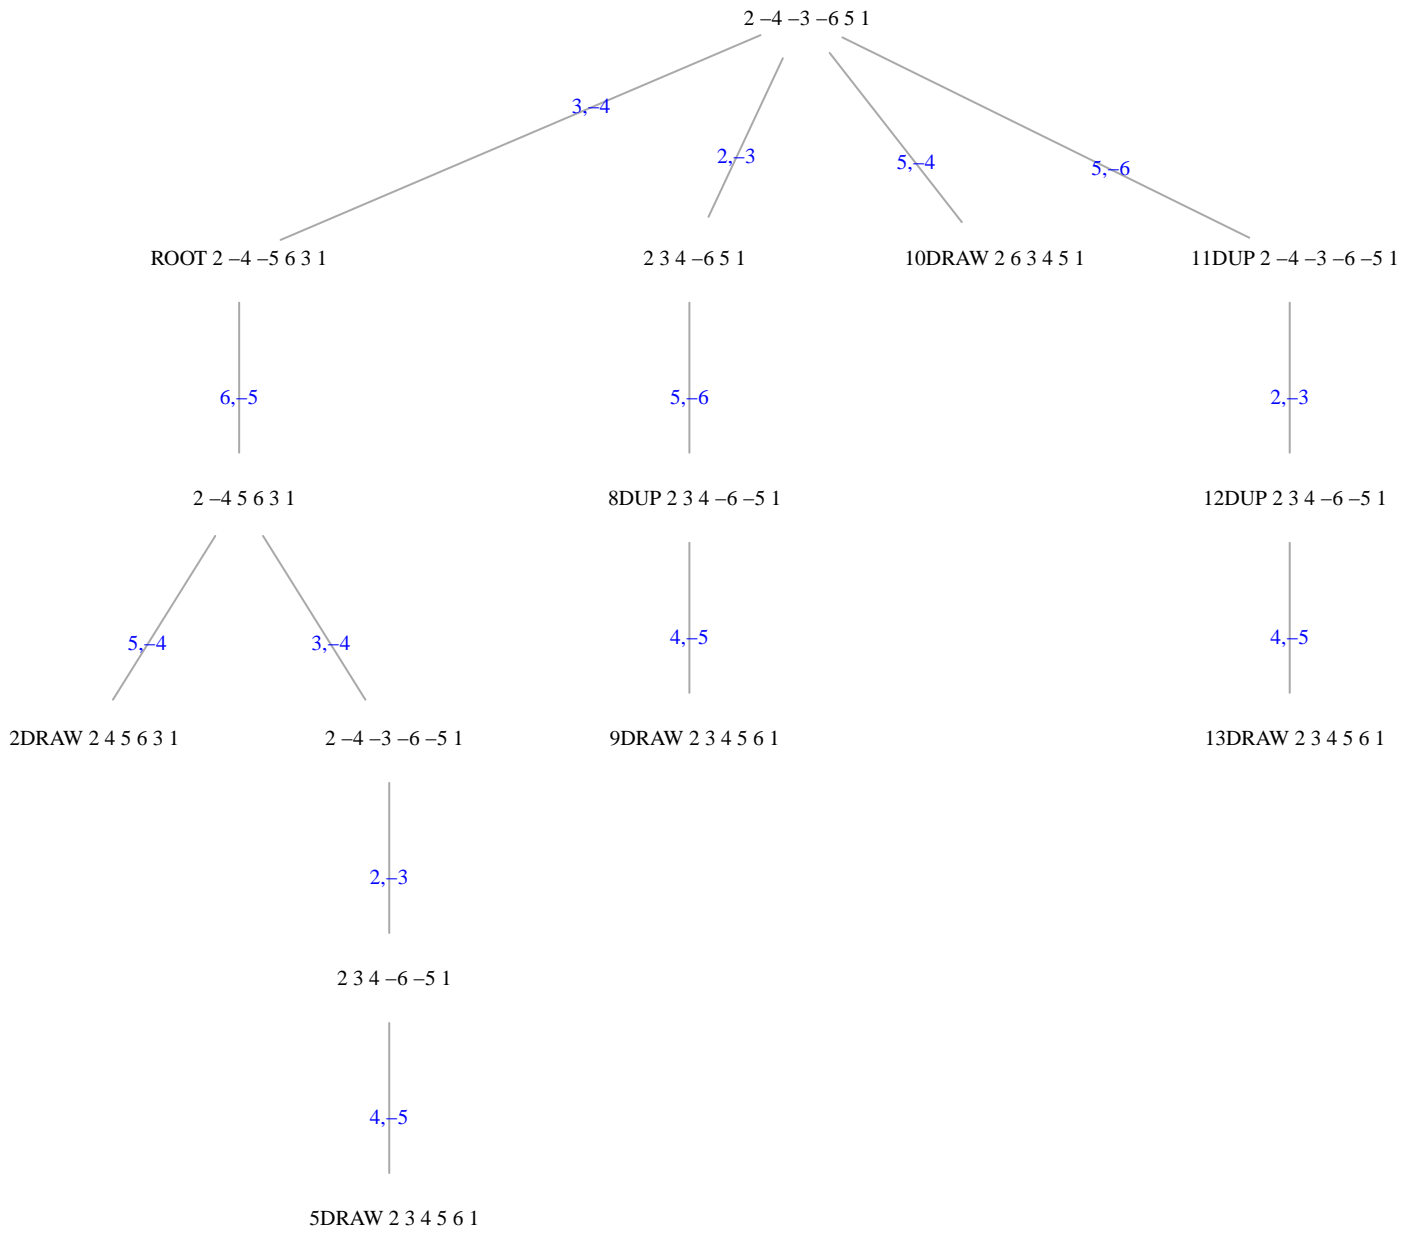 2 –4 –3 –6 5 1
3,–4
2,–3
5,–4
5,–6
ROOT 2 –4 –5 6 3 1
2 3 4 –6 5 1
10DRAW 2 6 3 4 5 1
11DUP 2 –4 –3 –6 –5 1
6,–5
5,–6
2,–3
2 –4 5 6 3 1
8DUP 2 3 4 –6 –5 1
12DUP 2 3 4 –6 –5 1
5,–4
3,–4
4,–5
4,–5
2DRAW 2 4 5 6 3 1
2 –4 –3 –6 –5 1
9DRAW 2 3 4 5 6 1
13DRAW 2 3 4 5 6 1
2,–3
2 3 4 –6 –5 1
4,–5
5DRAW 2 3 4 5 6 1